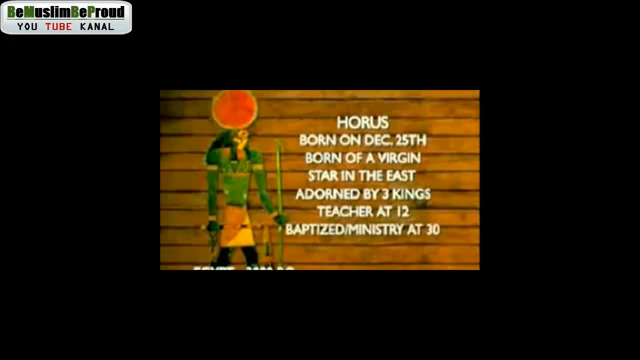 BeMuslimBeProud
YOU TUBE KANAL
HORUS
BORN ON DEC. 25TH
BORN OF A VIRGIN
STAR IN THE EAST
ADORNED BY 3 KINGS
TEACHER AT 12
BAPTIZED/MINISTRY AT 30